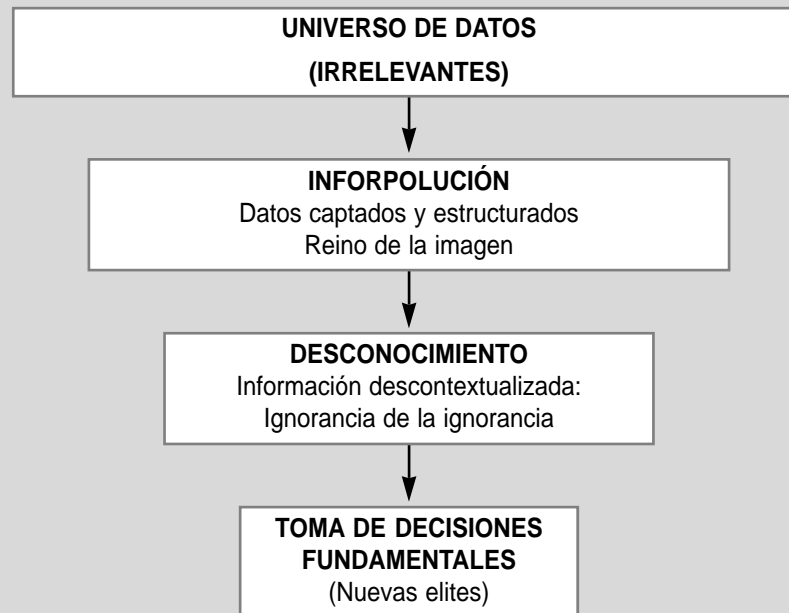 UNIVERSO DE DATOS
(IRRELEVANTES)
INFORPOLUCIÓN
Datos captados y estructurados
Reino de la imagen
DESCONOCIMIENTO
Información descontextualizada:
Ignorancia de la ignorancia
TOMA DE DECISIONES
FUNDAMENTALES
(Nuevas elites)